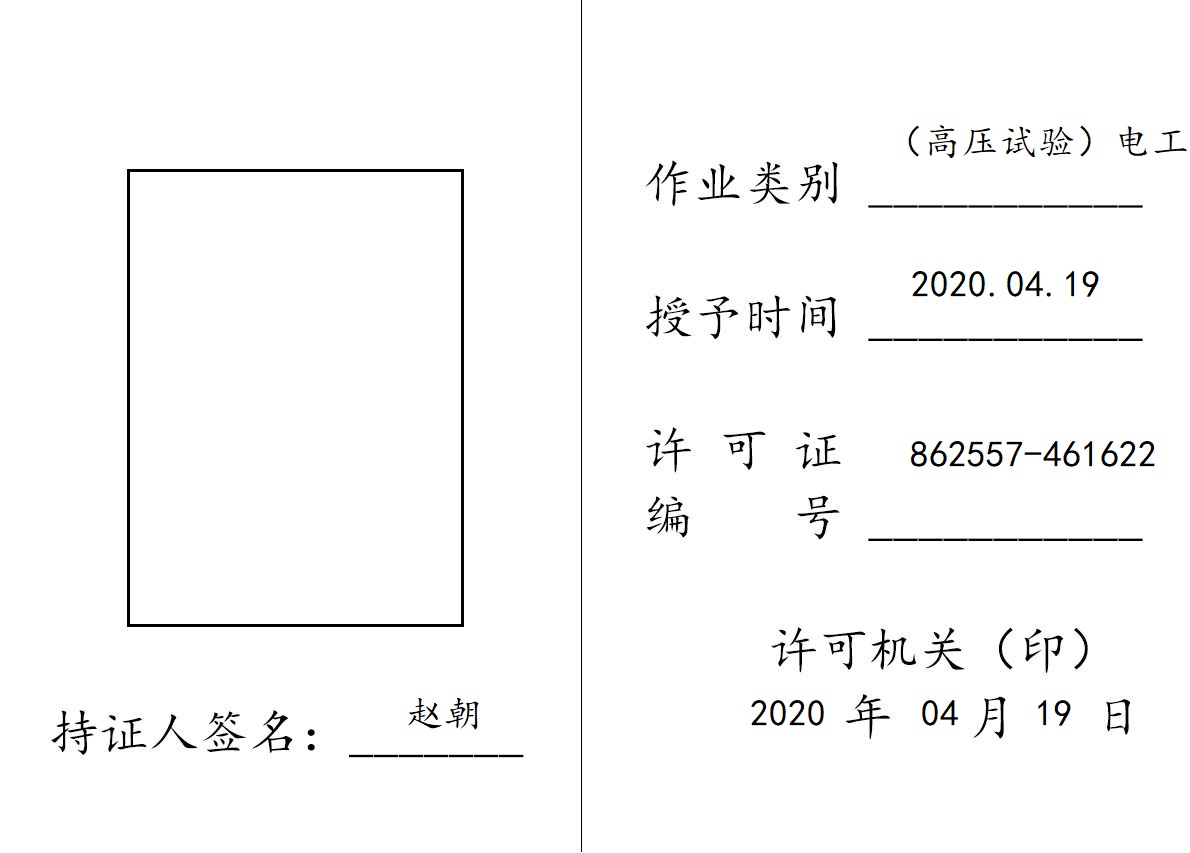 持证人签名：赵朝
作业类别 （高压试验）电工
授予时间 2020.04.19
许可证 862557-461622
编号
许可机关（印）
2020 年 04 月 19 日